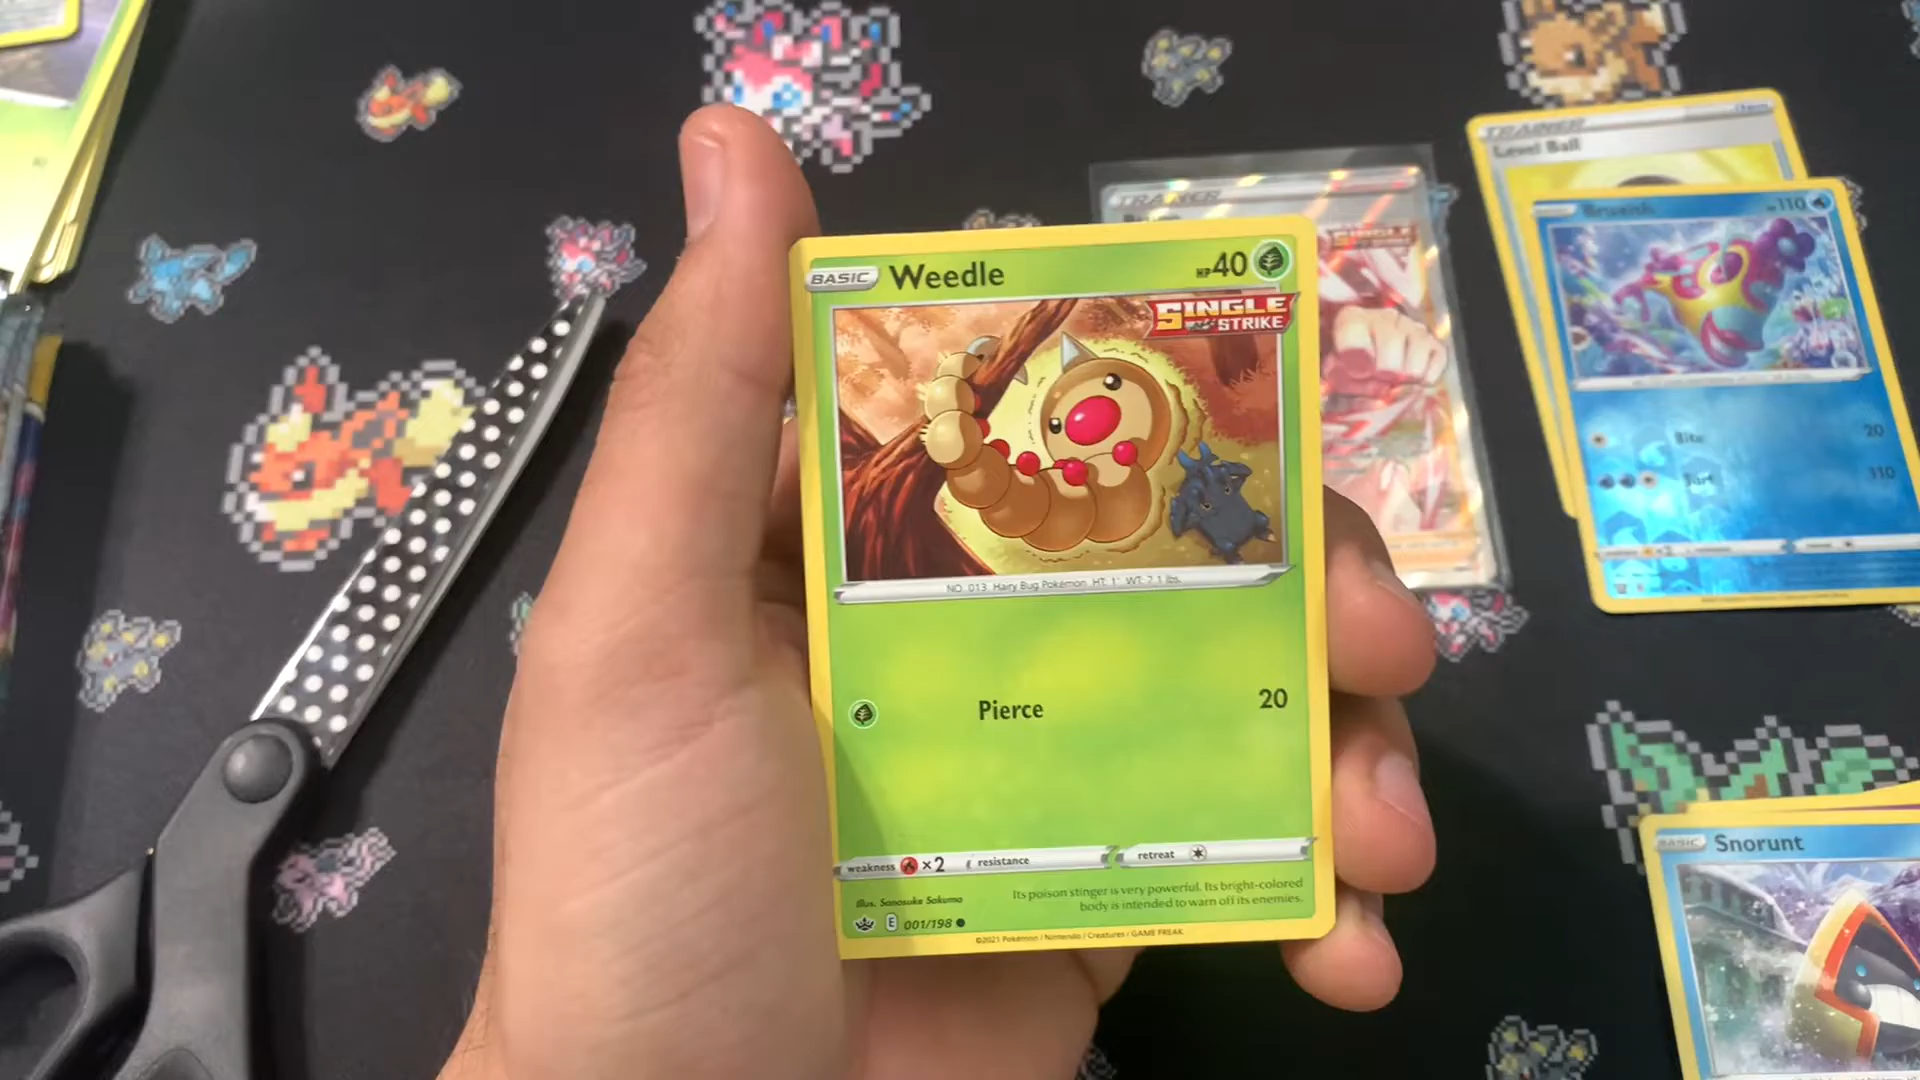 TRAINER
Level Ball
TRAINER
Bruxish
HP110
Bite 20
110
BASIC Weedle HP40
SINGLE STRIKE
NO. 013 Hairy Bug Pokémon HT: 1' WT: 7.1 lbs.
Pierce 20
weakness ×2 resistance retreat
Illus. Sanosuke Sakuma
Its poison stinger is very powerful. Its bright-colored
body is intended to warn off its enemies.
E 001/198
©2021 Pokémon / Nintendo / Creatures / GAME FREAK
BASIC Snorunt